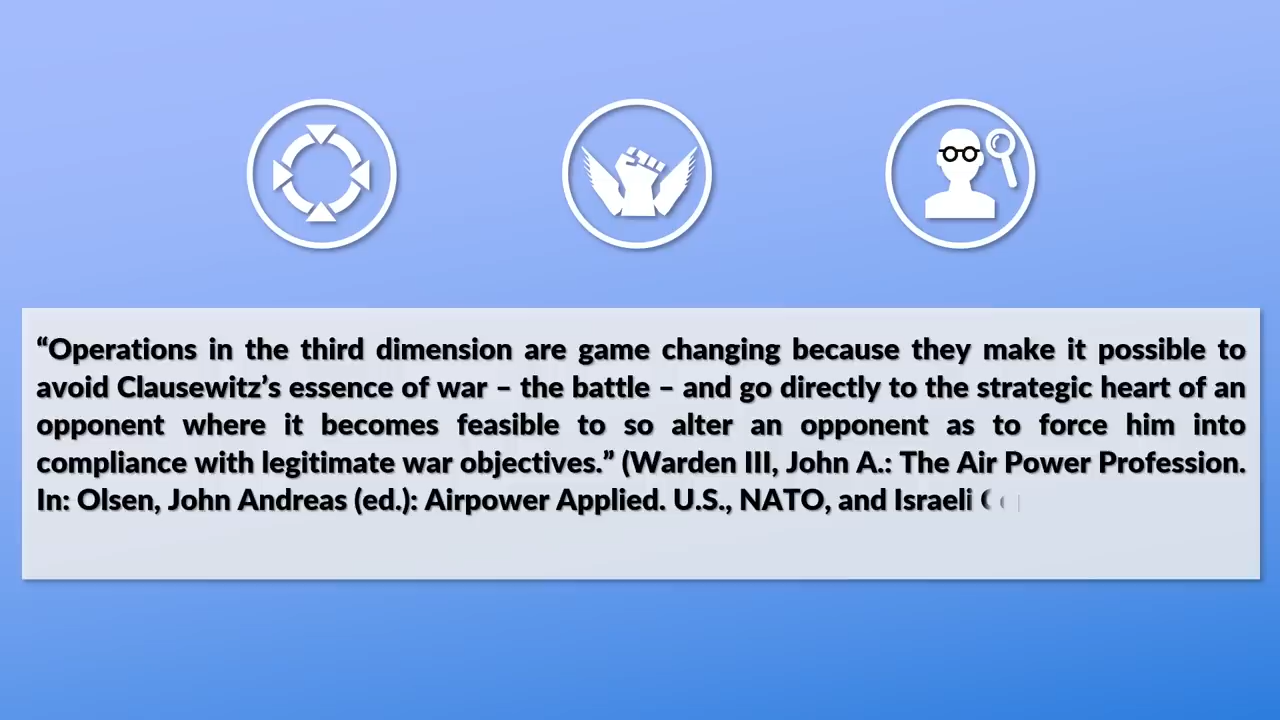 “Operations in the third dimension are game changing because they make it possible to
avoid Clausewitz’s essence of war – the battle – and go directly to the strategic heart of an
opponent where it becomes feasible to so alter an opponent as to force him into
compliance with legitimate war objectives.” (Warden III, John A.: The Air Power Profession.
In: Olsen, John Andreas (ed.): Airpower Applied. U.S., NATO, and Israeli